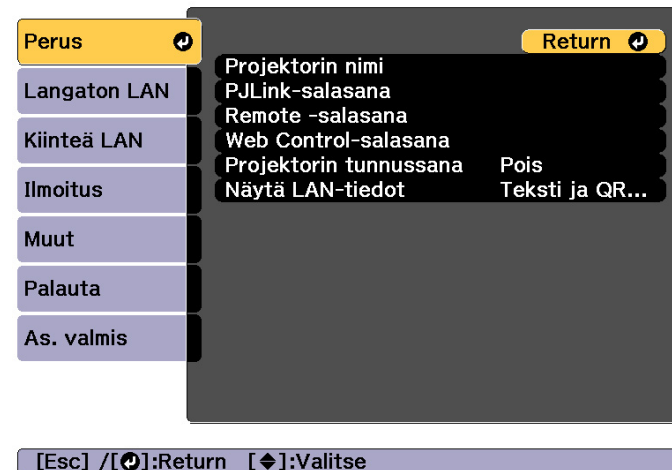 Perus
Langaton LAN
Kiinteä LAN
Ilmoitus
Muut
Palauta
As. valmis
Return
Projektorin nimi
PJLink-salasana
Remote -salasana
Web Control-salasana
Projektorin tunnussana Pois
Näytä LAN-tiedot Teksti ja QR...
[Esc] /[↵]:Return [◆]:Valitse